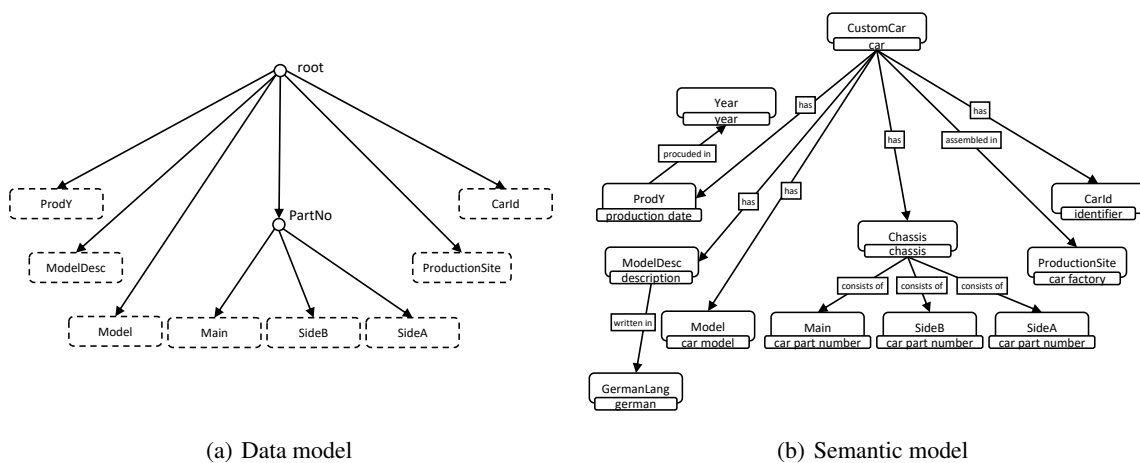 root
ProdY
CarId
PartNo
ModelDesc
ProductionSite
Model
Main
SideB
SideA
(a) Data model
CustomCar
car
has
Year
year
has
has
assembled in
procuded in
ProdY
production date
has
has
CarId
identifier
Chassis
chassis
ModelDesc
description
ProductionSite
car factory
consists of
consists of
consists of
written in
Model
car model
Main
car part number
SideB
car part number
SideA
car part number
GermanLang
german
(b) Semantic model